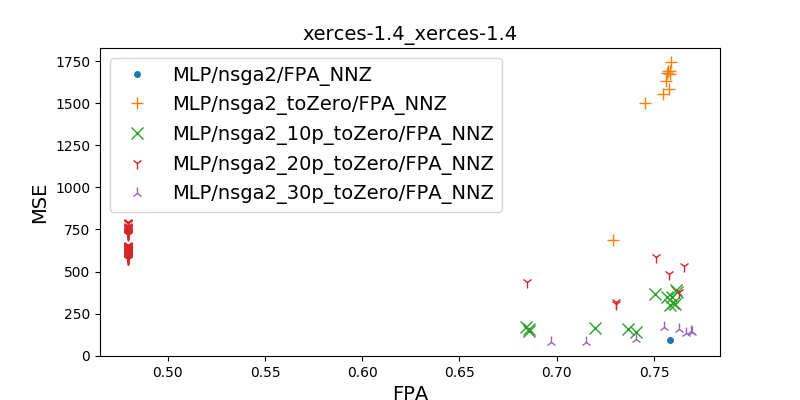 xerces-1.4_xerces-1.4
MLP/nsga2/FPA_NNZ
MLP/nsga2_toZero/FPA_NNZ
MLP/nsga2_10p_toZero/FPA_NNZ
MLP/nsga2_20p_toZero/FPA_NNZ
MLP/nsga2_30p_toZero/FPA_NNZ
MSE
1750
1500
1250
1000
750
500
250
0
0.50 0.55 0.60 0.65 0.70 0.75
FPA